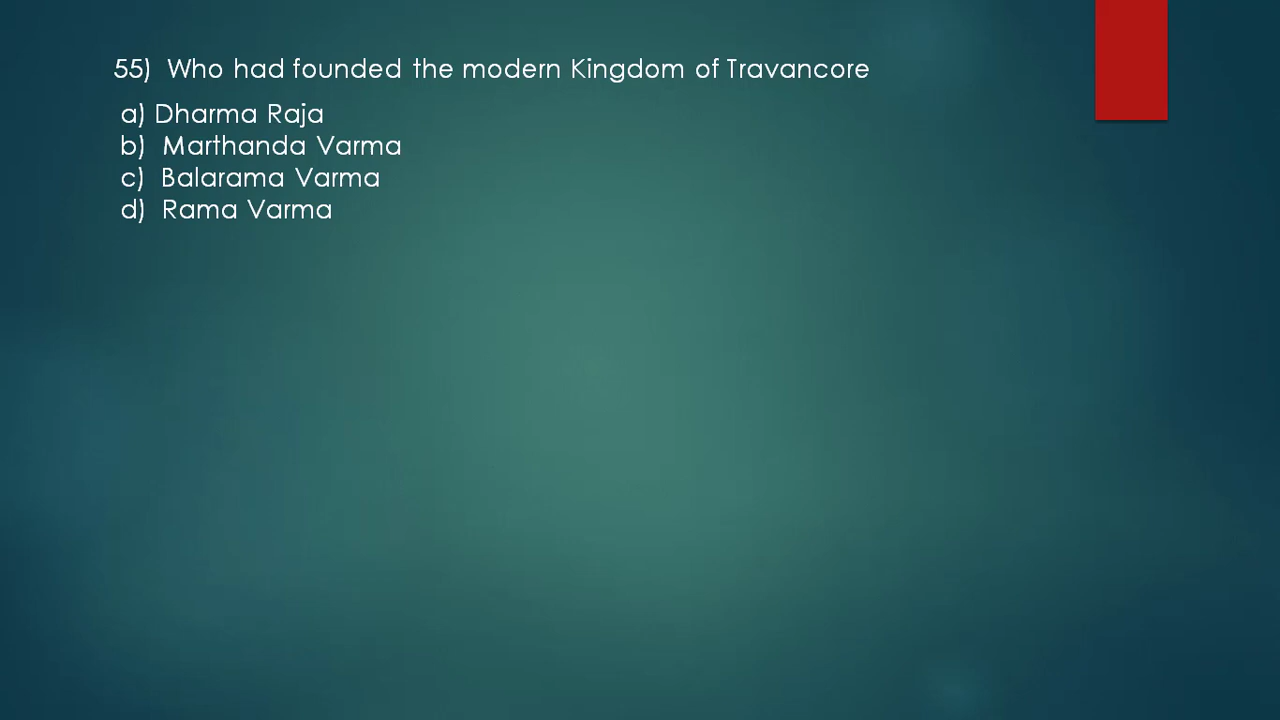 55) Who had founded the modern Kingdom of Travancore
a) Dharma Raja
b) Marthanda Varma
c) Balarama Varma
d) Rama Varma